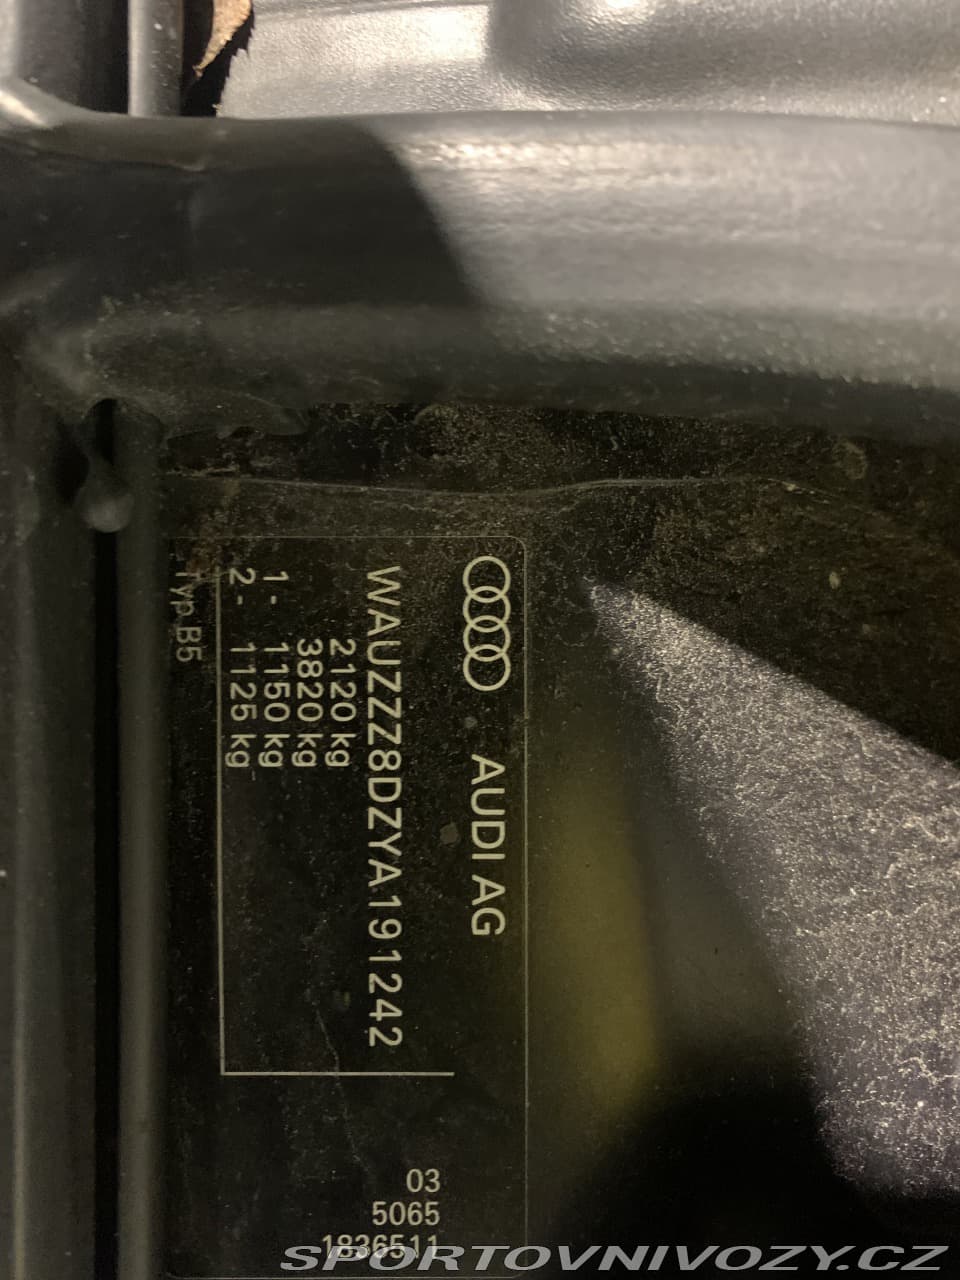 AUDI AG
WAUZZZ8DZYA191242
2120 kg
3820 kg
1- 1150 kg
2- 1125 kg
Typ B5
03
5065
1836511
SPORTOVNIVOZY.CZ